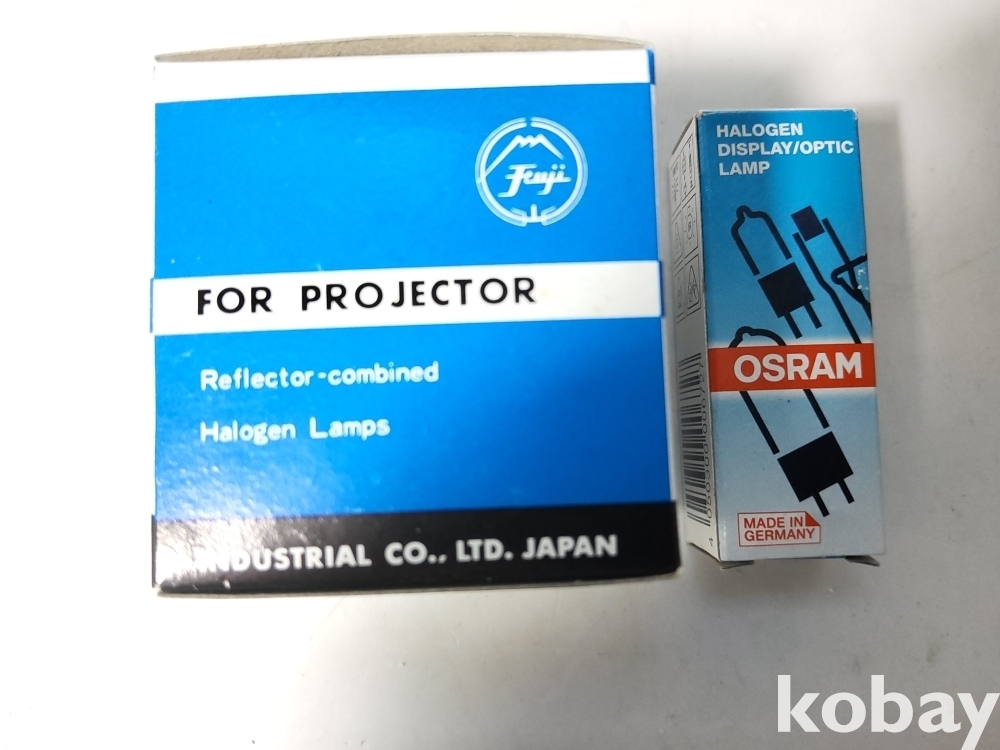 Fuji
FOR PROJECTOR
Reflector-combined
Halogen Lamps
INDUSTRIAL CO., LTD. JAPAN
HALOGEN
DISPLAY/OPTIC
LAMP
OSRAM
MADE IN
GERMANY
kobay